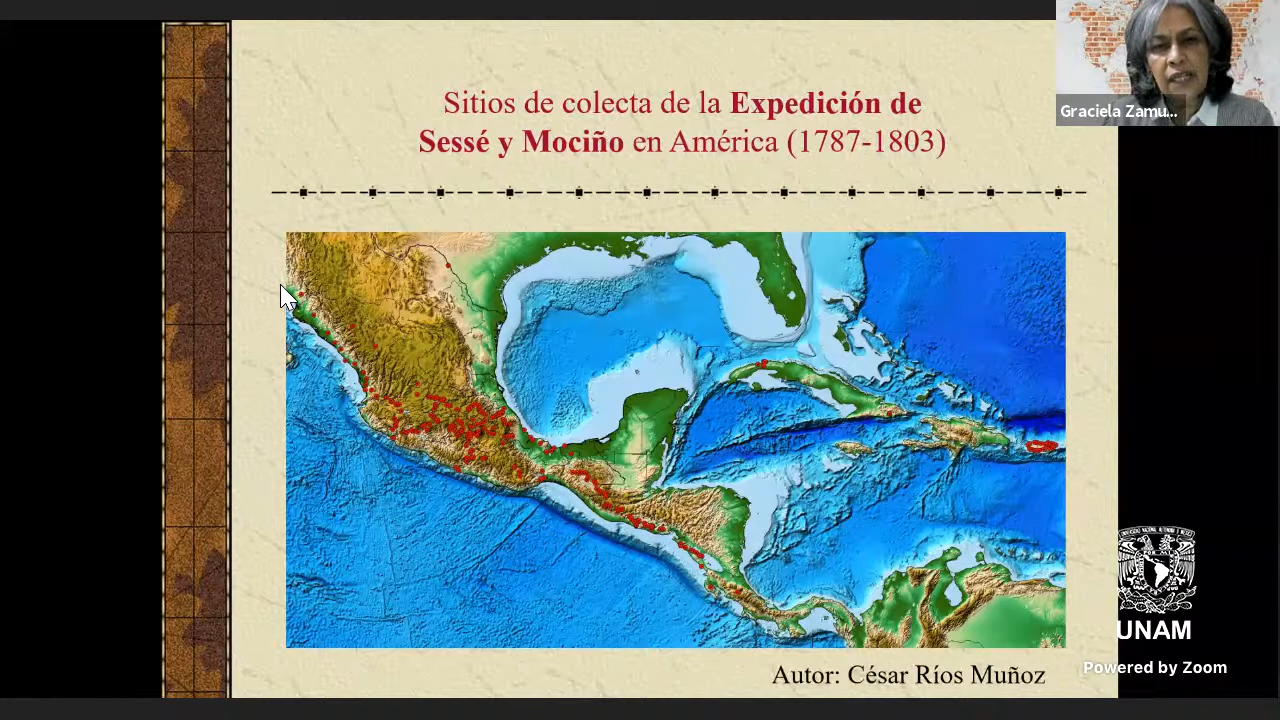 Sitios de colecta de la Expedición de
Sessé y Mociño en América (1787-1803)
Graciela Zamu...
Autor: César Ríos Muñoz
UNAM
Powered by Zoom